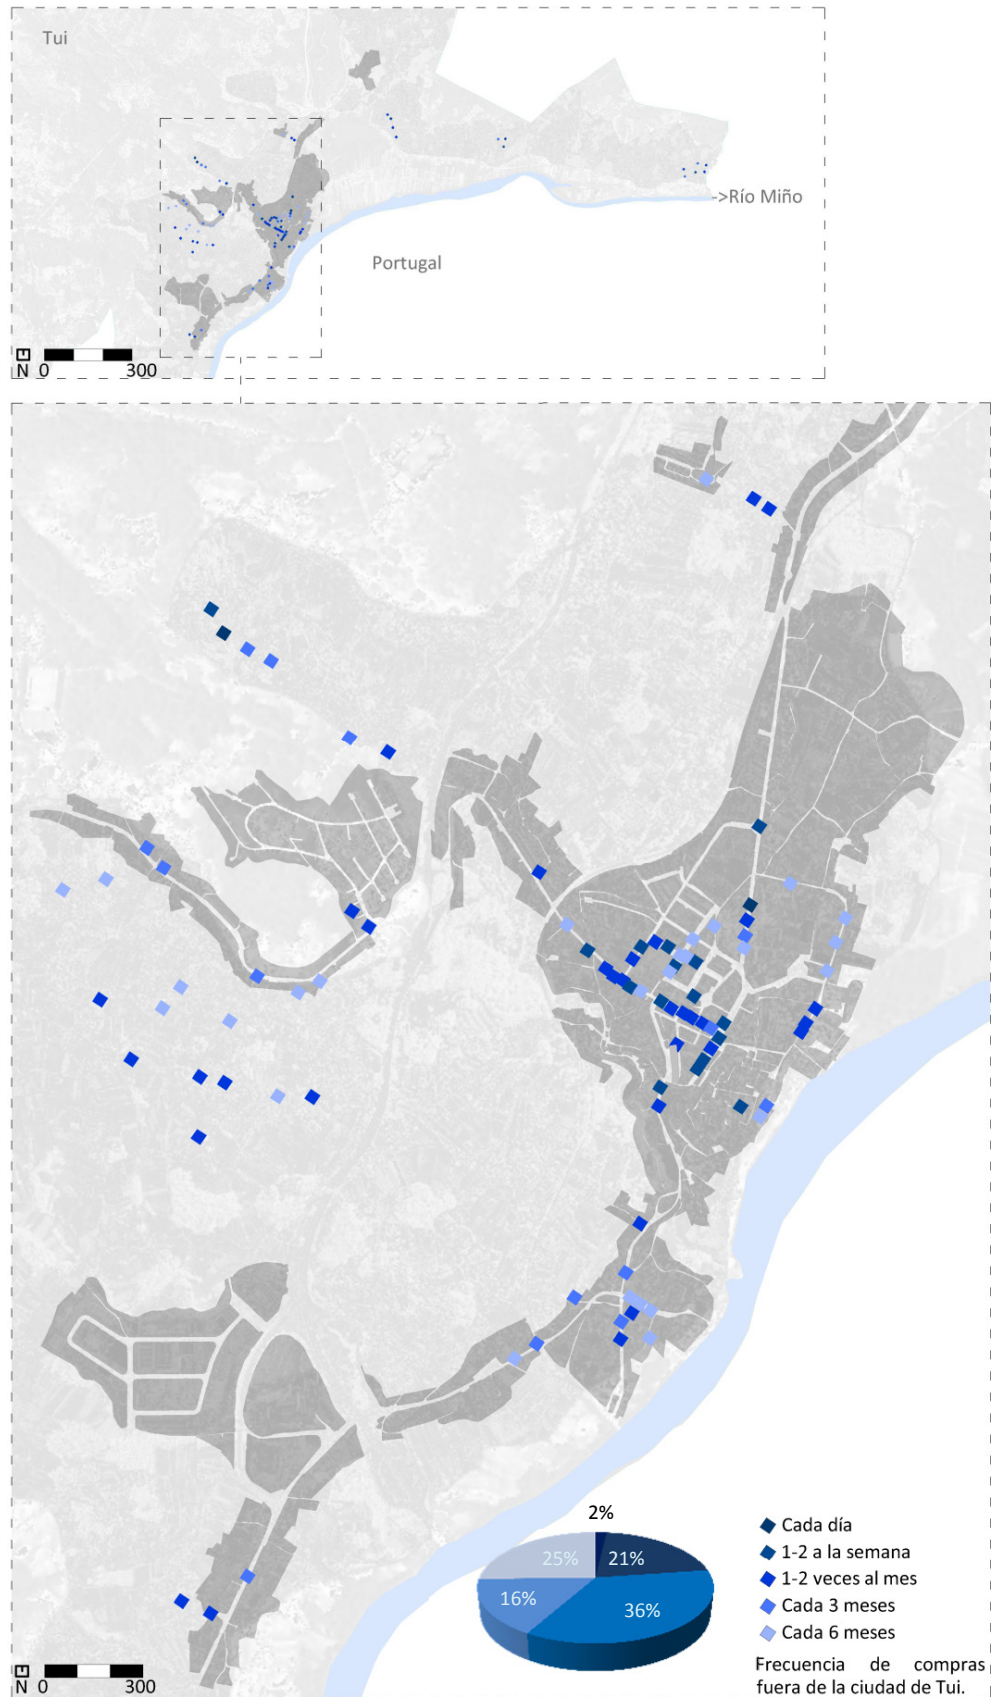 Tui
->Río Miño
Portugal
E
N 0 300
2%
25% 21%
16% 36%
Cada día
1-2 a la semana
1-2 veces al mes
Cada 3 meses
Cada 6 meses
Frecuencia de compras
fuera de la ciudad de Tui.
E
N 0 300